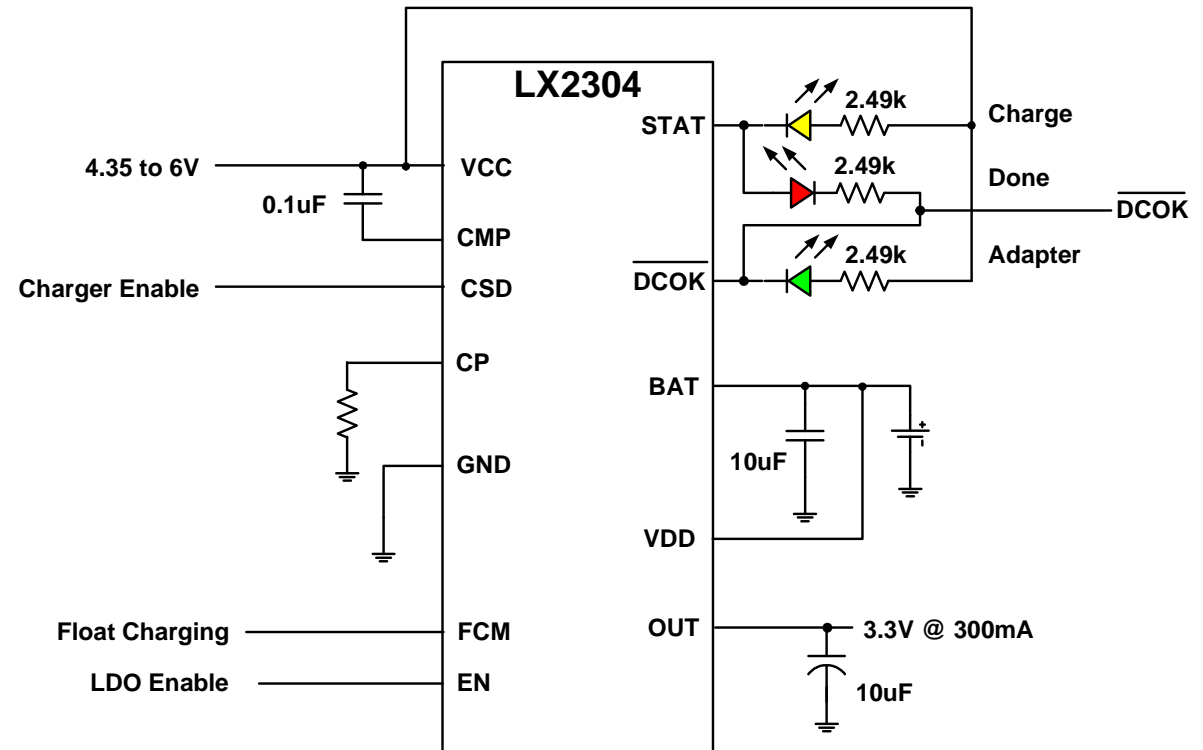 LX2304
STAT
2.49k
Charge
4.35 to 6V
VCC
2.49k
Done
0.1uF
DCOK
CMP
2.49k
Adapter
Charger Enable
CSD
DCOK
CP
BAT
+
-
10uF
GND
VDD
Float Charging
FCM
OUT
3.3V @ 300mA
LDO Enable
EN
10uF